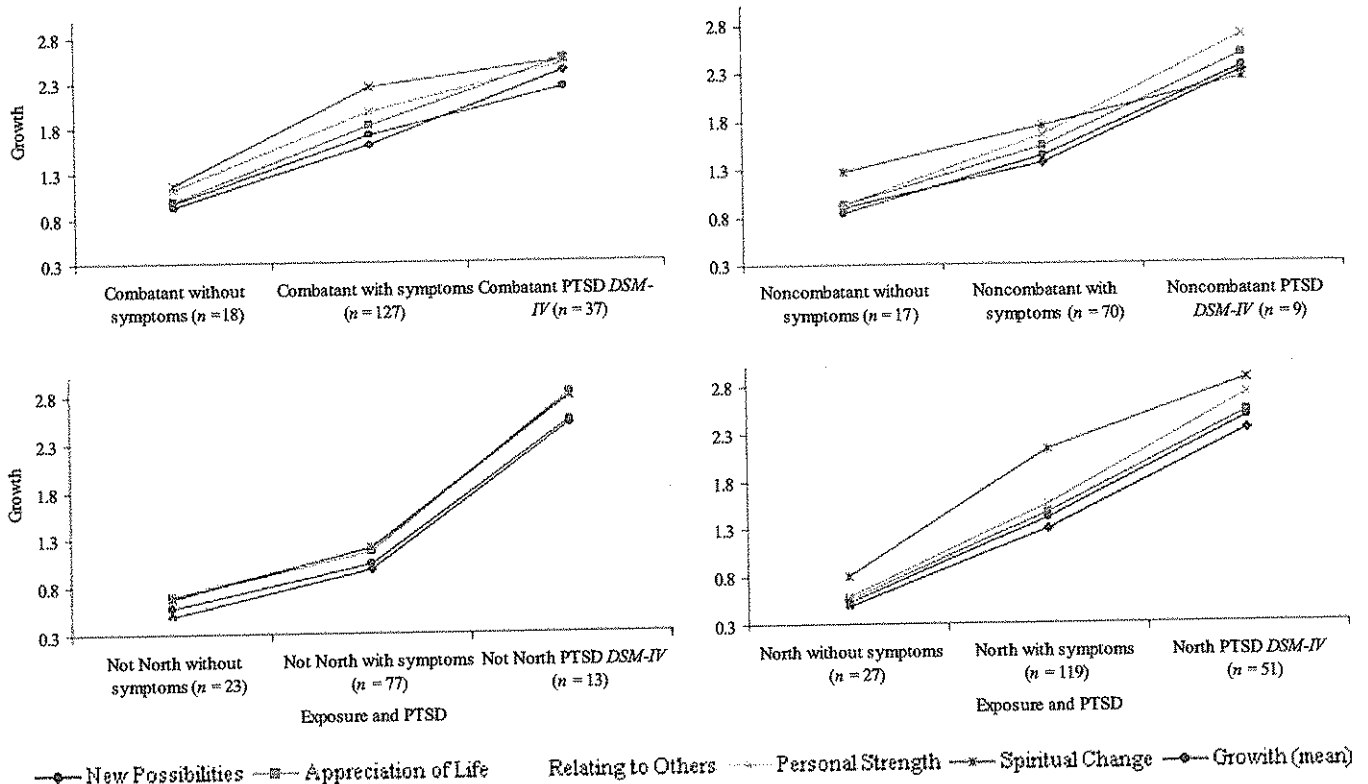 2.8
2.3
1.8
1.3
0.8
0.3
Growth
Combatant without symptoms (n = 18)
Combatant with symptoms (n = 127)
Combatant PTSD DSM-IV (n = 37)
2.8
2.3
1.8
1.3
0.8
0.3
Noncombatant without symptoms (n = 17)
Noncombatant with symptoms (n = 70)
Noncombatant PTSD DSM-IV (n = 9)
2.8
2.3
1.8
1.3
0.8
0.3
Growth
Not North without symptoms (n = 23)
Not North with symptoms (n = 77)
Not North PTSD DSM-IV (n = 13)
Exposure and PTSD
2.8
2.3
1.8
1.3
0.8
0.3
North without symptoms (n = 27)
North with symptoms (n = 119)
North PTSD DSM-IV (n = 51)
Exposure and PTSD
New Possibilities Appreciation of Life Relating to Others Personal Strength Spiritual Change Growith (mean)